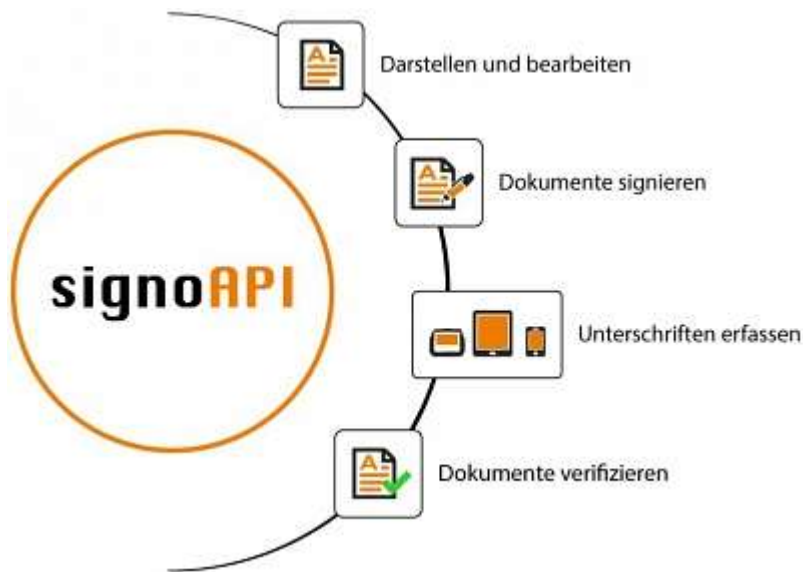 Darstellen und bearbeiten
Dokumente signieren
signoAPI
Unterschriften erfassen
Dokumente verifizieren